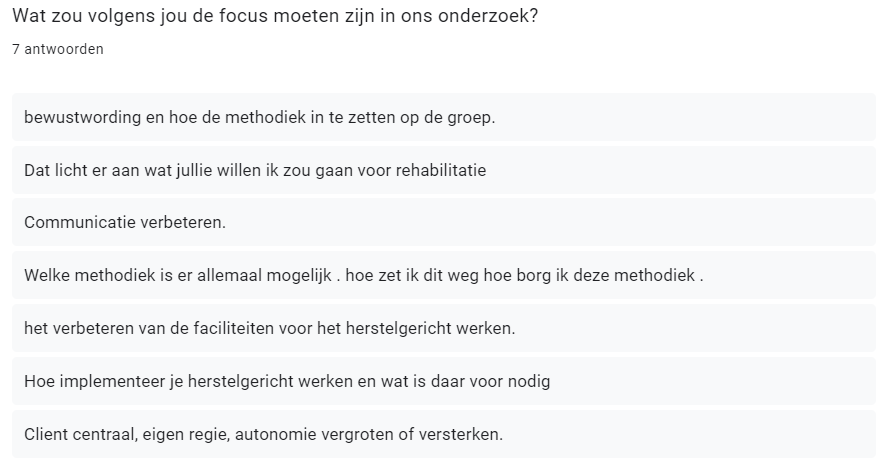 Wat zou volgens jou de focus moeten zijn in ons onderzoek?
7 antwoorden
bewustwording en hoe de methodiek in te zetten op de groep.
Dat licht er aan wat jullie willen ik zou gaan voor rehabilitatie
Communicatie verbeteren.
Welke methodiek is er allemaal mogelijk . hoe zet ik dit weg hoe borg ik deze methodiek .
het verbeteren van de faciliteiten voor het herstelgericht werken.
Hoe implementeer je herstelgericht werken en wat is daar voor nodig
Client centraal, eigen regie, autonomie vergroten of versterken.